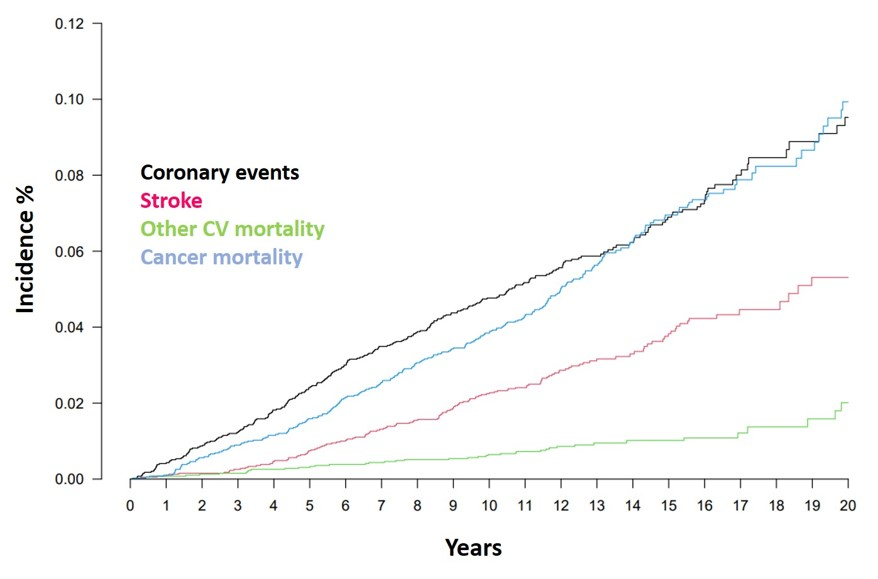 0.12
0.10
0.08
0.06
0.04
0.02
0.00
Incidence %
Coronary events
Stroke
Other CV mortality
Cancer mortality
0 1 2 3 4 5 6 7 8 9 10 11 12 13 14 15 16 17 18 19 20
Years